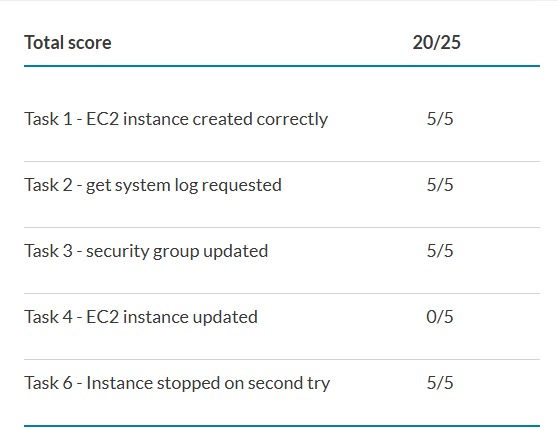 Total score 20/25
Task 1 - EC2 instance created correctly 5/5
Task 2 - get system log requested 5/5
Task 3 - security group updated 5/5
Task 4 - EC2 instance updated 0/5
Task 6 - Instance stopped on second try 5/5